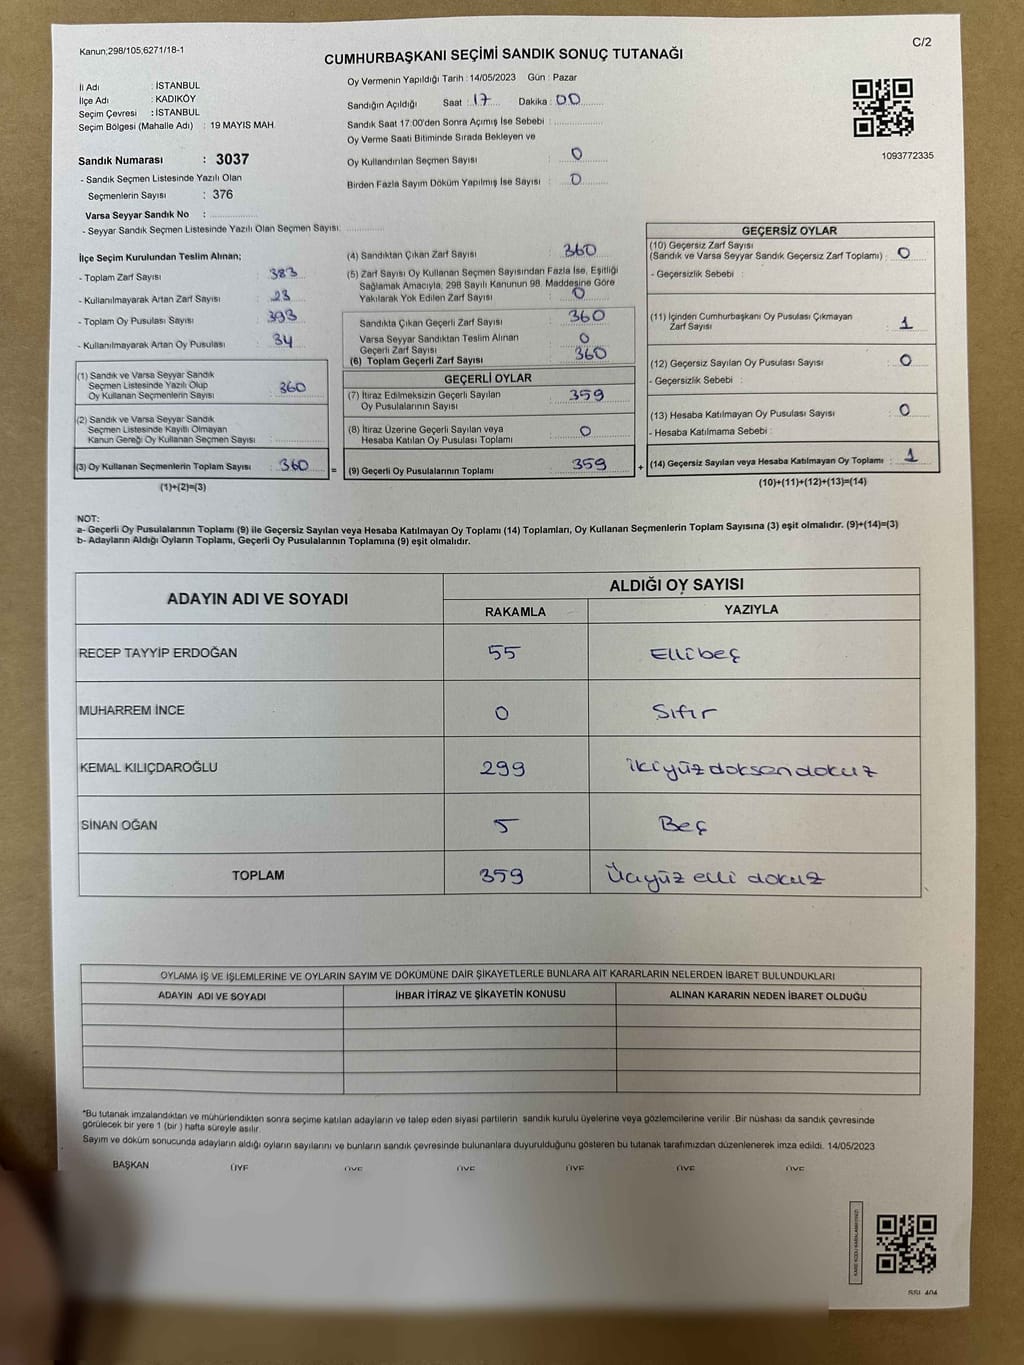 Kanun;298/105,6271/18-1
C/2
CUMHURBAŞKANI SEÇİMİ SANDIK SONUÇ TUTANAĞI
İl Adı : İSTANBUL
İlçe Adı : KADIKÖY
Seçim Çevresi : İSTANBUL
Seçim Bölgesi (Mahalle Adı) : 19 MAYIS MAH.
Sandık Numarası : 3037
- Sandık Seçmen Listesinde Yazılı Olan
Seçmenlerin Sayısı : 376
Varsa Seyyar Sandık No : ....................
- Seyyar Sandık Seçmen Listesinde Yazılı Olan Seçmen Sayısı: ............
Oy Vermenin Yapıldığı Tarih : 14/05/2023 Gün : Pazar
Sandığın Açıldığı Saat : 17 Dakika : 00
Sandık Saat 17:00'den Sonra Açımış İse Sebebi : ....................
Oy Verme Saati Bitiminde Sırada Bekleyen ve
Oy Kullandırılan Seçmen Sayısı : 0
Birden Fazla Sayım Döküm Yapılmış İse Sayısı : 0
1093772335
İlçe Seçim Kurulundan Teslim Alınan;
- Toplam Zarf Sayısı : 383
- Kullanılmayarak Artan Zarf Sayısı : 23
- Toplam Oy Pusulası Sayısı : 393
- Kullanılmayarak Artan Oy Pusulası : 34
(1) Sandık ve Varsa Seyyar Sandık
Seçmen Listesinde Yazılı Olup
Oy Kullanan Seçmenlerin Sayısı : 360
(2) Sandık ve Varsa Seyyar Sandık
Seçmen Listesinde Kayıtlı Olmayan
Kanun Gereği Oy Kullanan Seçmen Sayısı : ............
(3) Oy Kullanan Seçmenlerin Toplam Sayısı : 360 =
(1)+(2)=(3)
(4) Sandıktan Çıkan Zarf Sayısı : 360
(5) Zarf Sayısı Oy Kullanan Seçmen Sayısından Fazla İse, Eşitliği
Sağlamak Amacıyla, 298 Sayılı Kanunun 98. Maddesine Göre
Yakılarak Yok Edilen Zarf Sayısı : 0
Sandıkta Çıkan Geçerli Zarf Sayısı : 360
Varsa Seyyar Sandıktan Teslim Alınan
Geçerli Zarf Sayısı : 0
(6) Toplam Geçerli Zarf Sayısı : 360
GEÇERLİ OYLAR
(7) İtiraz Edilmeksizin Geçerli Sayılan
Oy Pusulalarının Sayısı : 359
(8) İtiraz Üzerine Geçerli Sayılan veya
Hesaba Katılan Oy Pusulası Toplamı : 0
(9) Geçerli Oy Pusulalarının Toplamı : 359 +
GEÇERSİZ OYLAR
(10) Geçersiz Zarf Sayısı
(Sandık ve Varsa Seyyar Sandık Geçersiz Zarf Toplamı) : 0
- Geçersizlik Sebebi :
(11) İçinden Cumhurbaşkanı Oy Pusulası Çıkmayan
Zarf Sayısı : 1
(12) Geçersiz Sayılan Oy Pusulası Sayısı : 0
- Geçersizlik Sebebi :
(13) Hesaba Katılmayan Oy Pusulası Sayısı : 0
- Hesaba Katılmama Sebebi :
(14) Geçersiz Sayılan veya Hesaba Katılmayan Oy Toplamı : 1
(10)+(11)+(12)+(13)=(14)
NOT:
a- Geçerli Oy Pusulalarının Toplamı (9) ile Geçersiz Sayılan veya Hesaba Katılmayan Oy Toplamı (14) Toplamları, Oy Kullanan Seçmenlerin Toplam Sayısına (3) eşit olmalıdır. (9)+(14)=(3)
b- Adayların Aldığı Oyların Toplamı, Geçerli Oy Pusulalarının Toplamına (9) eşit olmalıdır.
ADAYIN ADI VE SOYADI ALDIĞI OY SAYISI
RAKAMLA YAZIYLA
RECEP TAYYİP ERDOĞAN 55 Ellibeş
MUHARREM İNCE 0 Sıfır
KEMAL KILIÇDAROĞLU 299 ikiyüzdoksandokuz
SİNAN OĞAN 5 Beş
TOPLAM 359 Üçyüz elli dokuz
OYLAMA İŞ VE İŞLEMLERİNE VE OYLARIN SAYIM VE DÖKÜMÜNE DAİR ŞİKAYETLERLE BUNLARA AİT KARARLARIN NELERDEN İBARET BULUNDUKLARI
ADAYIN ADI VE SOYADI İHBAR İTİRAZ VE ŞİKAYETİN KONUSU ALINAN KARARIN NEDEN İBARET OLDUĞU
*Bu tutanak imzalandıktan ve mühürlendikten sonra seçime katılan adayların ve talep eden siyasi partilerin sandık kurulu üyelerine veya gözlemcilerine verilir. Bir nüshası da sandık çevresinde
görülecek bir yere 1 (bir ) hafta süreyle asılır.
Sayım ve döküm sonucunda adayların aldığı oyların sayılarını ve bunların sandık çevresinde bulunanlara duyurulduğunu gösteren bu tutanak tarafımızdan düzenlenerek imza edildi. 14/05/2023
BAŞKAN ÜYE ÜYE ÜYE ÜYE ÜYE ÜYE